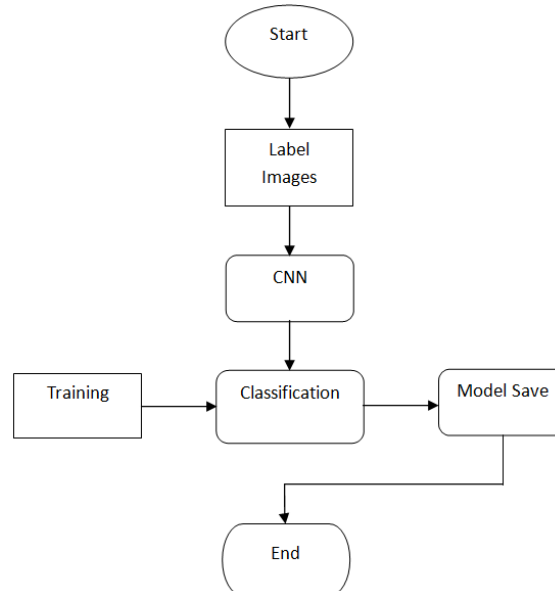 Start
Label
Images
CNN
Training
Classification
Model Save
End